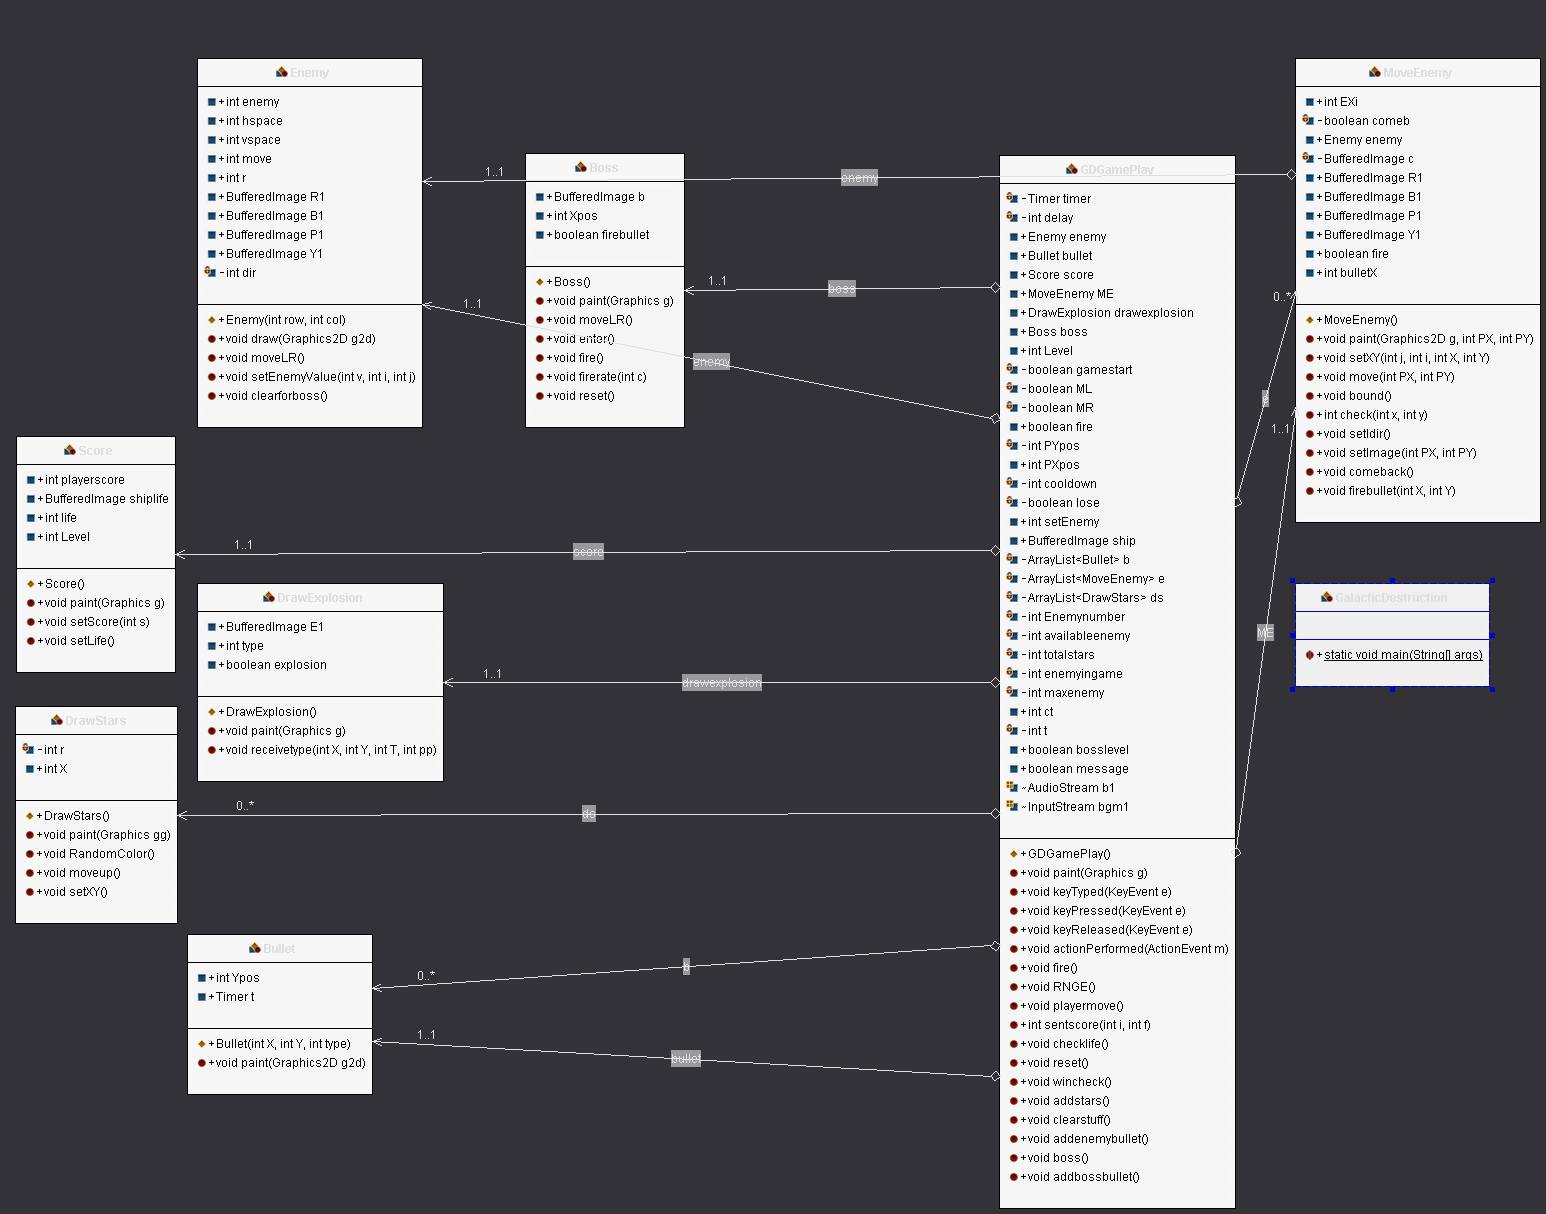 Enemy
+int enemy
+int hspace
+int vspace
+int move
+int r
+BufferedImage R1
+BufferedImage B1
+BufferedImage P1
+BufferedImage Y1
-int dir
+Enemy(int row, int col)
+void draw(Graphics2D g2d)
+void moveLR()
+void setEnemyValue(int v, int i, int j)
+void clearforboss()
Boss
+BufferedImage b
+int Xpos
+boolean firebullet
+Boss()
+void paint(Graphics g)
+void moveLR()
+void enter()
+void fire()
+void firerate(int c)
+void reset()
Score
+int playerscore
+BufferedImage shiplife
+int life
+int Level
+Score()
+void paint(Graphics g)
+void setScore(int s)
+void setLife()
DrawExplosion
+BufferedImage E1
+int type
+boolean explosion
+DrawExplosion()
+void paint(Graphics g)
+void receivetype(int X, int Y, int T, int pp)
DrawStars
-int r
+int X
+DrawStars()
+void paint(Graphics gg)
+void RandomColor()
+void moveup()
+void setXY()
Bullet
+int Ypos
+Timer t
+Bullet(int X, int Y, int type)
+void paint(Graphics2D g2d)
1..1
enemy
1..1
boss
1..1
enemy
1..1
score
1..1
drawexplosion
0..*
ds
0..*
b
1..1
bullet
GDGamePlay
-Timer timer
-int delay
+Enemy enemy
+Bullet bullet
+Score score
+MoveEnemy ME
+DrawExplosion drawexplosion
+Boss boss
+int Level
-boolean gamestart
-boolean ML
-boolean MR
+boolean fire
-int PYpos
+int PXpos
-int cooldown
-boolean lose
+int setEnemy
+BufferedImage ship
-ArrayList<Bullet> b
-ArrayList<MoveEnemy> e
-ArrayList<DrawStars> ds
-int Enemynumber
-int availableenemy
-int totalstars
-int enemyingame
-int maxenemy
+int ct
-int t
+boolean bosslevel
+boolean message
~AudioStream b1
~InputStream bgm1
+GDGamePlay()
+void paint(Graphics g)
+void keyTyped(KeyEvent e)
+void keyPressed(KeyEvent e)
+void keyReleased(KeyEvent e)
+void actionPerformed(ActionEvent m)
+void fire()
+void RNGE()
+void playermove()
+int sentscore(int i, int f)
+void checklife()
+void reset()
+void wincheck()
+void addstars()
+void clearstuff()
+void addenemybullet()
+void boss()
+void addbossbullet()
0..*
e
1..1
ME
MoveEnemy
+int EXi
-boolean comeb
+Enemy enemy
-BufferedImage c
+BufferedImage R1
+BufferedImage B1
+BufferedImage P1
+BufferedImage Y1
+boolean fire
+int bulletX
+MoveEnemy()
+void paint(Graphics2D g, int PX, int PY)
+void setXY(int j, int i, int X, int Y)
+void move(int PX, int PY)
+void bound()
+int check(int x, int y)
+void setIdir()
+void setImage(int PX, int PY)
+void comeback()
+void firebullet(int X, int Y)
GalacticDestruction
+static void main(String[] args)